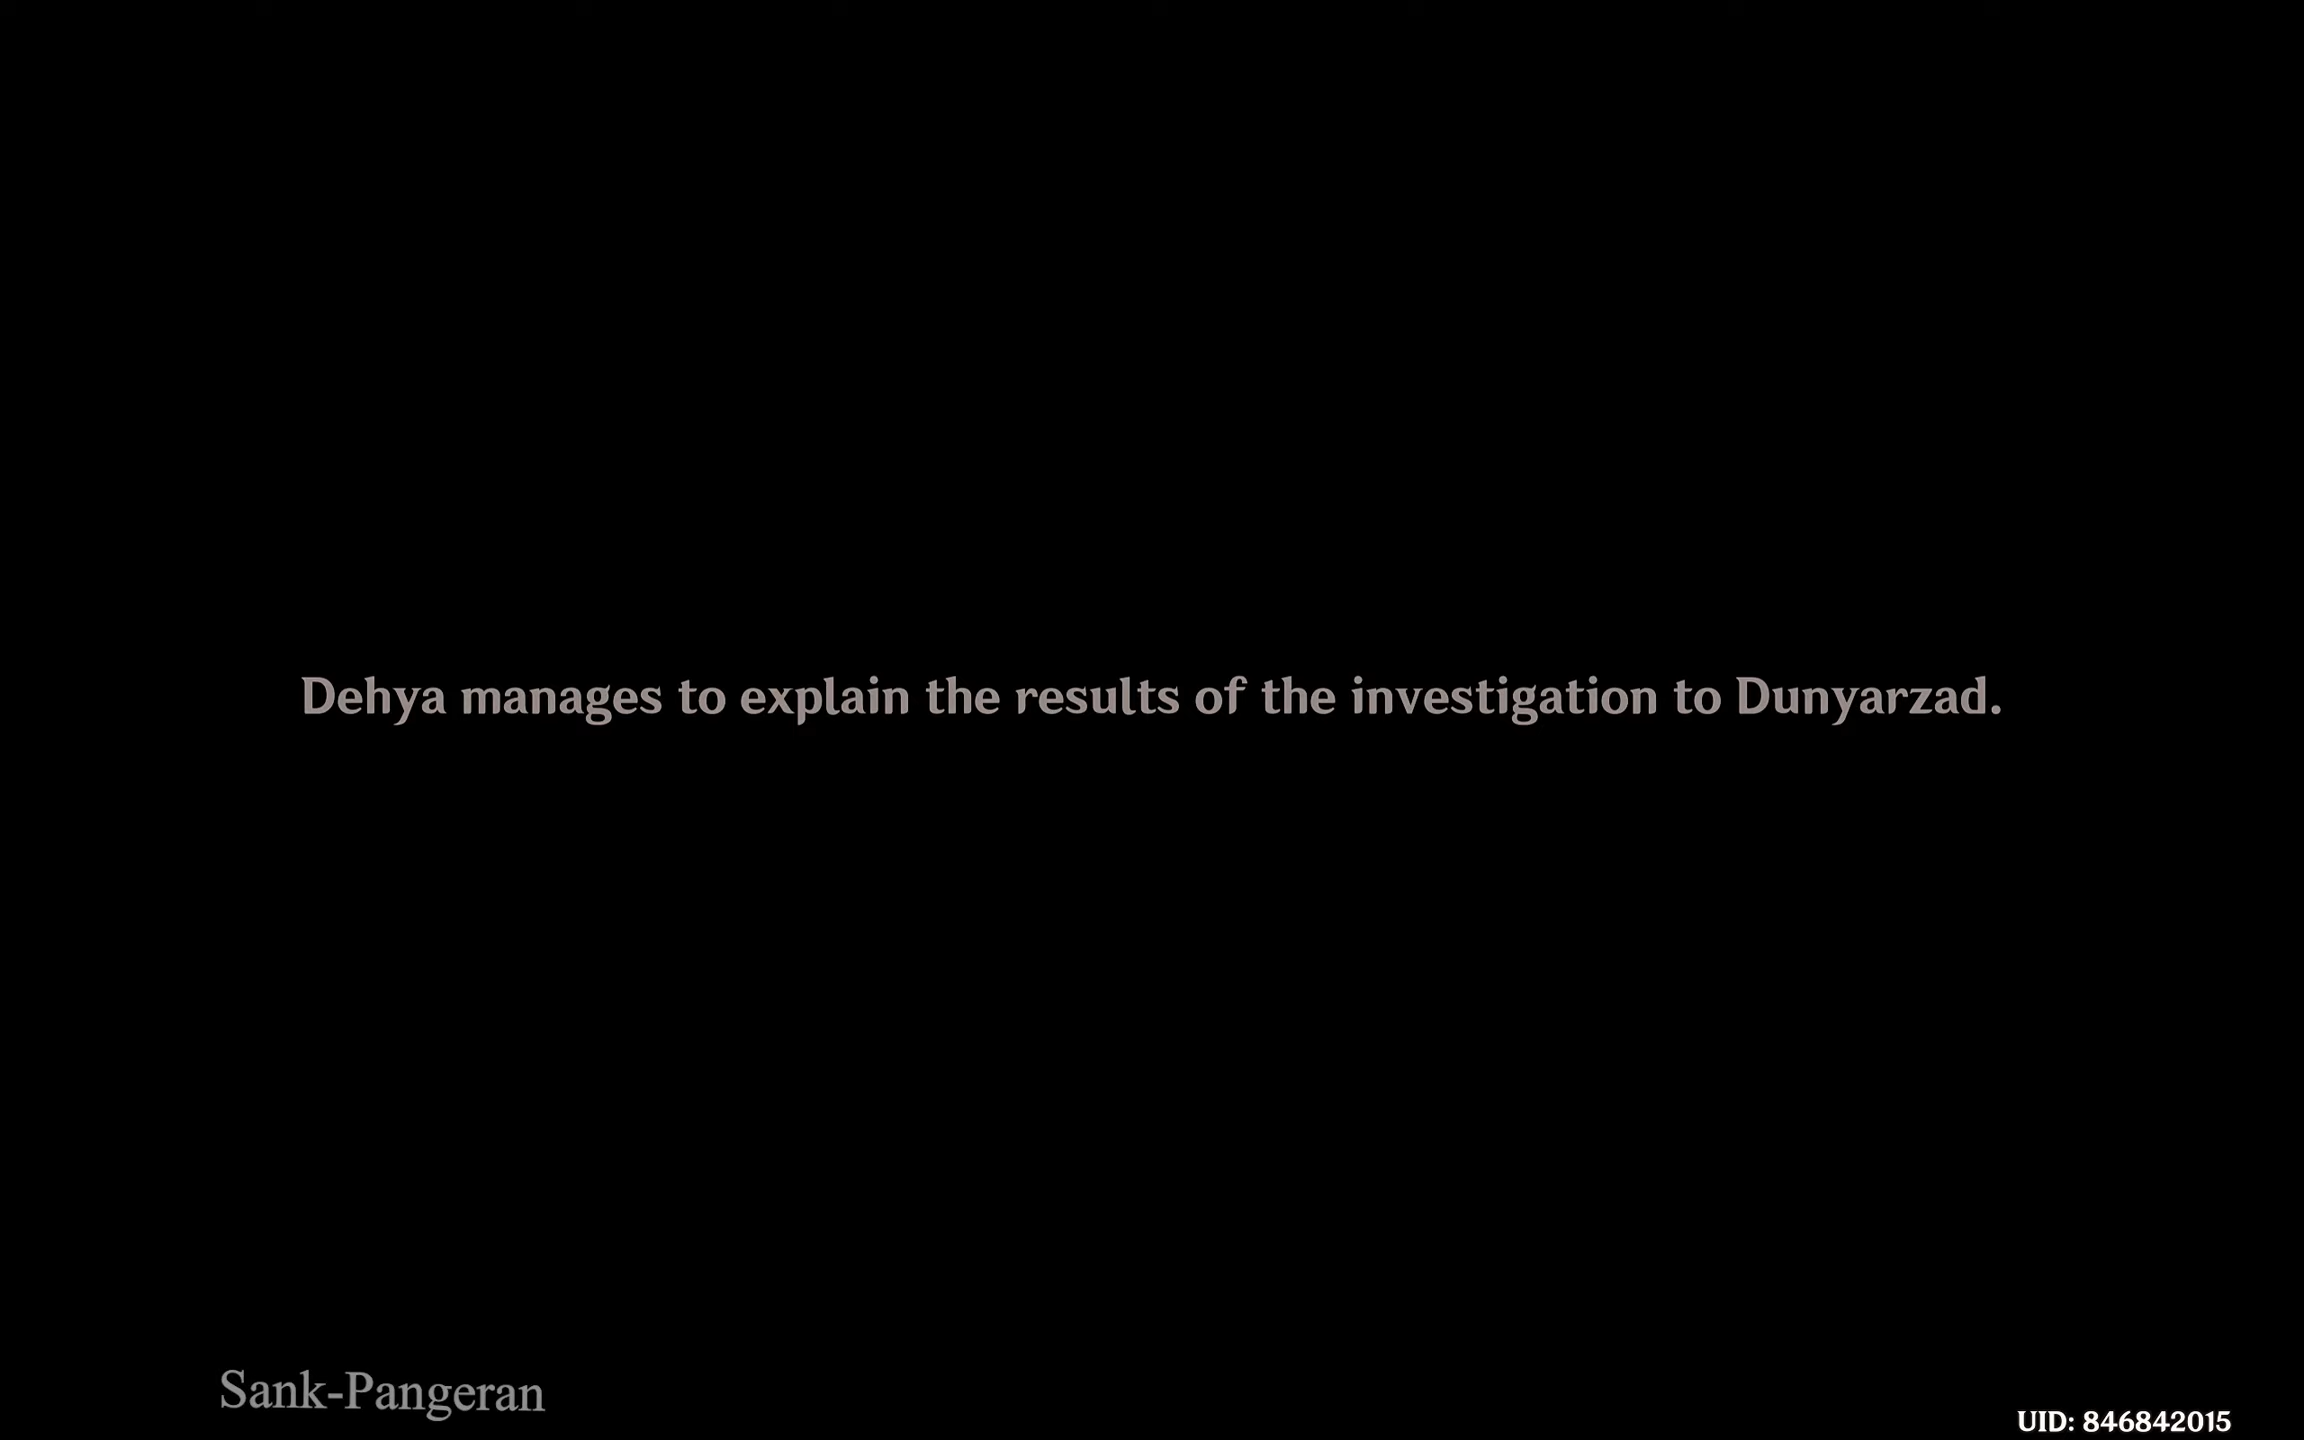 Dehya manages to explain the results of the investigation to Dunyarzad.
Sank-Pangeran
UID: 846842015